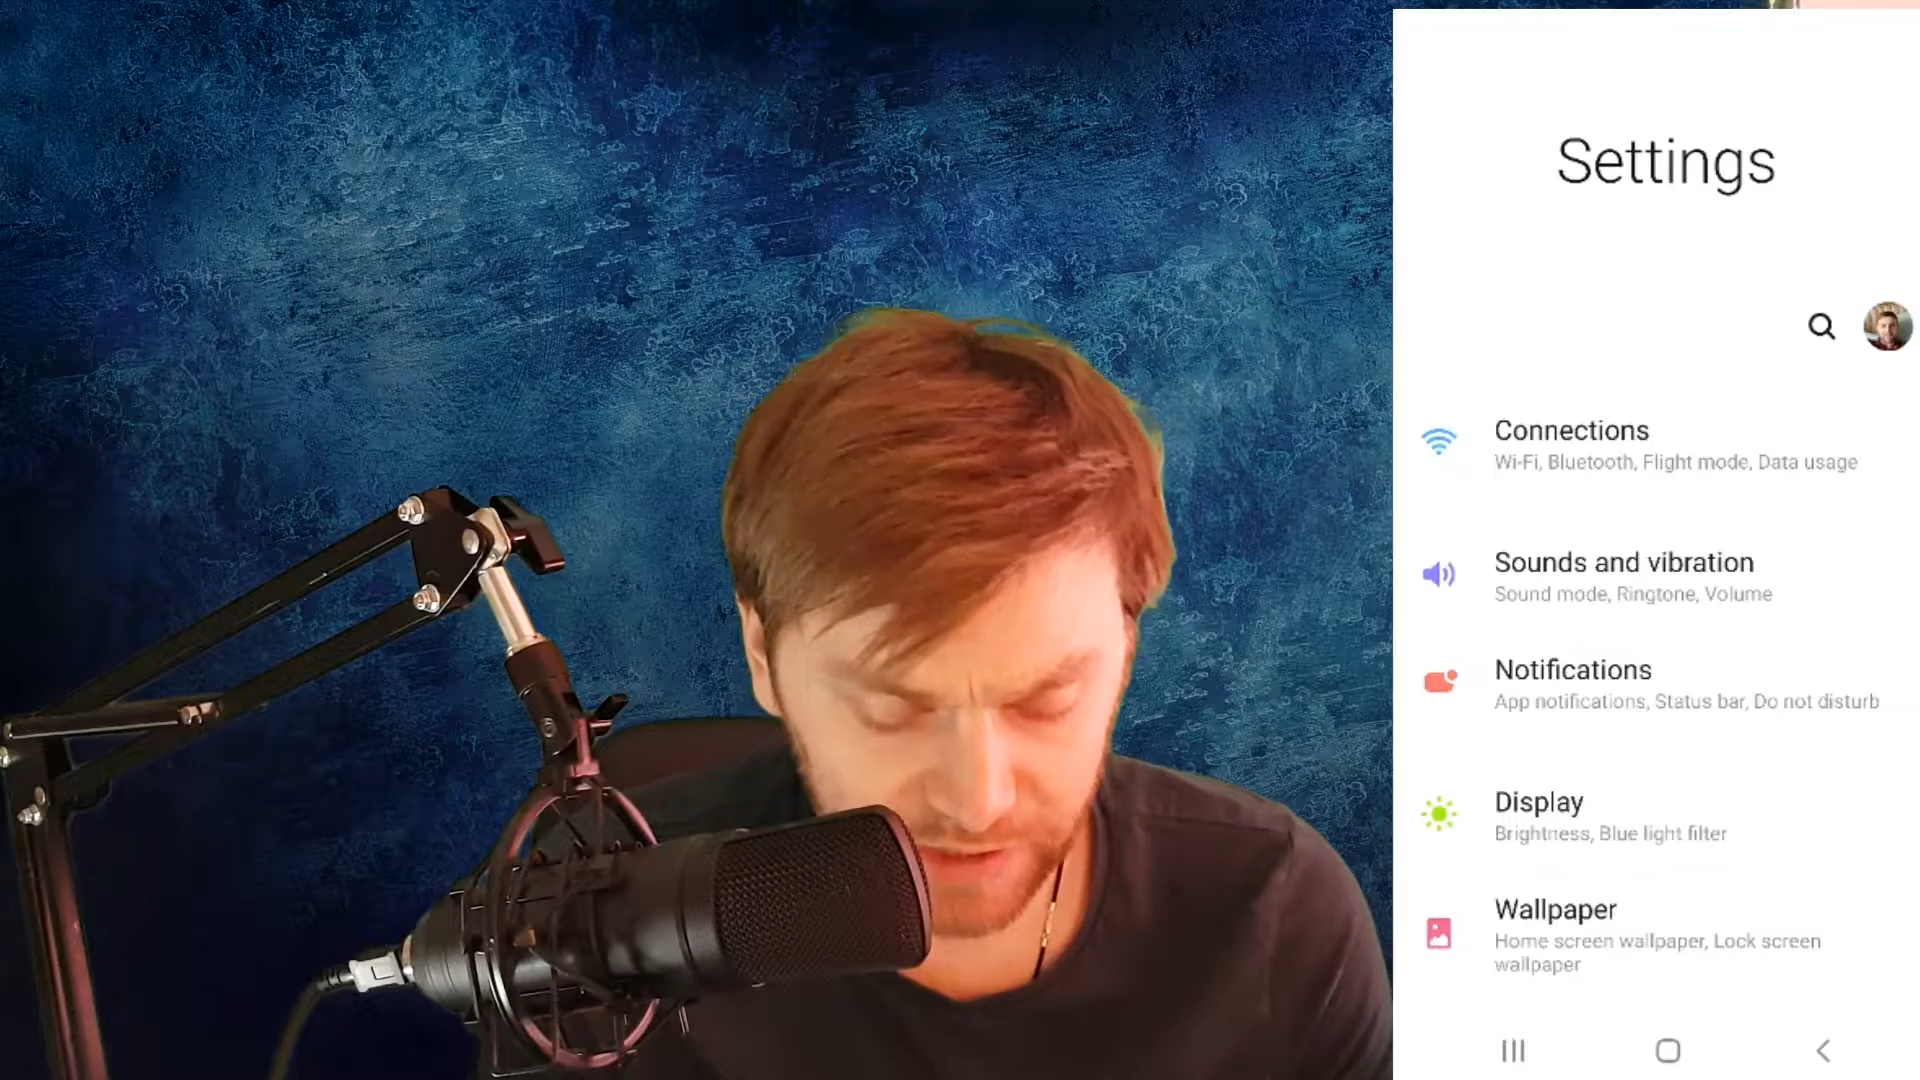 Settings
Connections
Wi-Fi, Bluetooth, Flight mode, Data usage
Sounds and vibration
Sound mode, Ringtone, Volume
Notifications
App notifications, Status bar, Do not disturb
Display
Brightness, Blue light filter
Wallpaper
Home screen wallpaper, Lock screen
wallpaper